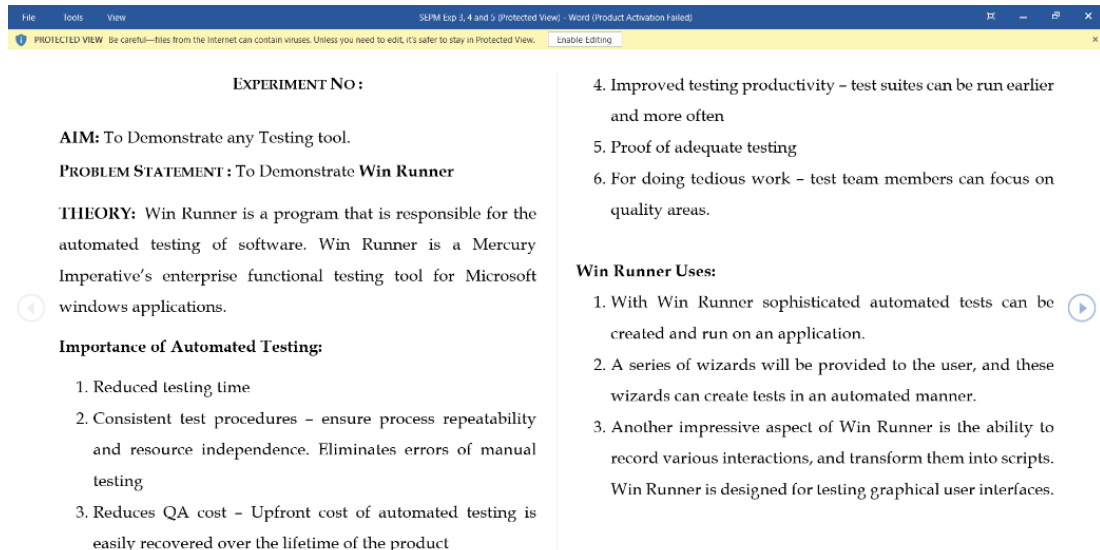 File Tools View SEPM Exp 3, 4 and 5 (Protected View) - Word (Product Activation Failed)
PROTECTED VIEW Be careful—files from the Internet can contain viruses. Unless you need to edit, it's safer to stay in Protected View. Enable Editing
EXPERIMENT NO :
AIM: To Demonstrate any Testing tool.
PROBLEM STATEMENT : To Demonstrate Win Runner
THEORY: Win Runner is a program that is responsible for the
automated testing of software. Win Runner is a Mercury
Imperative's enterprise functional testing tool for Microsoft
windows applications.
Importance of Automated Testing:
1. Reduced testing time
2. Consistent test procedures – ensure process repeatability
and resource independence. Eliminates errors of manual
testing
3. Reduces QA cost – Upfront cost of automated testing is
easily recovered over the lifetime of the product
4. Improved testing productivity – test suites can be run earlier
and more often
5. Proof of adequate testing
6. For doing tedious work – test team members can focus on
quality areas.
Win Runner Uses:
1. With Win Runner sophisticated automated tests can be
created and run on an application.
2. A series of wizards will be provided to the user, and these
wizards can create tests in an automated manner.
3. Another impressive aspect of Win Runner is the ability to
record various interactions, and transform them into scripts.
Win Runner is designed for testing graphical user interfaces.